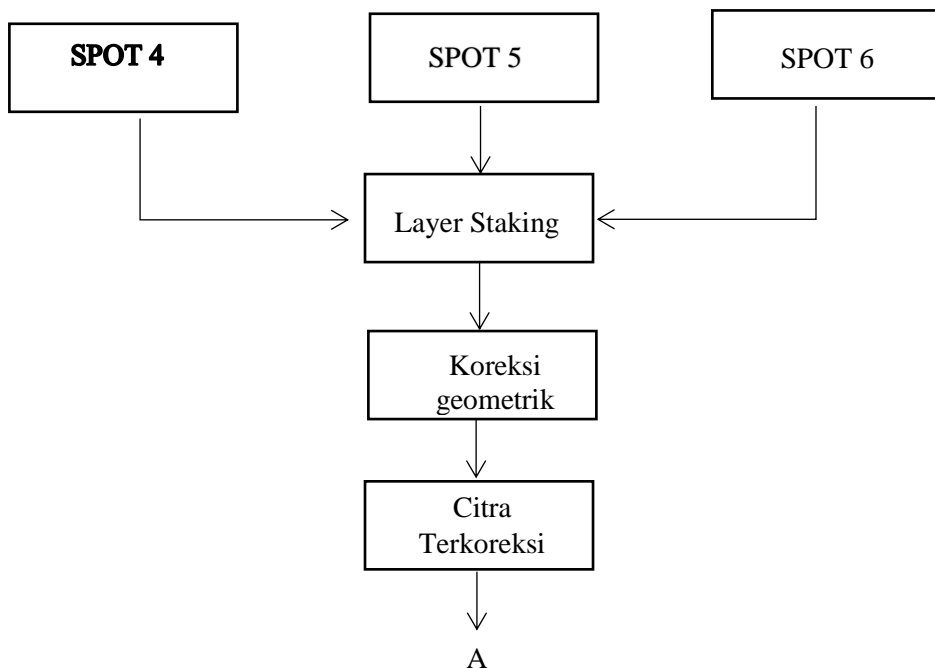 SPOT 4
SPOT 5
SPOT 6
Layer Staking
Koreksi
geometrik
Citra
Terkoreksi
A